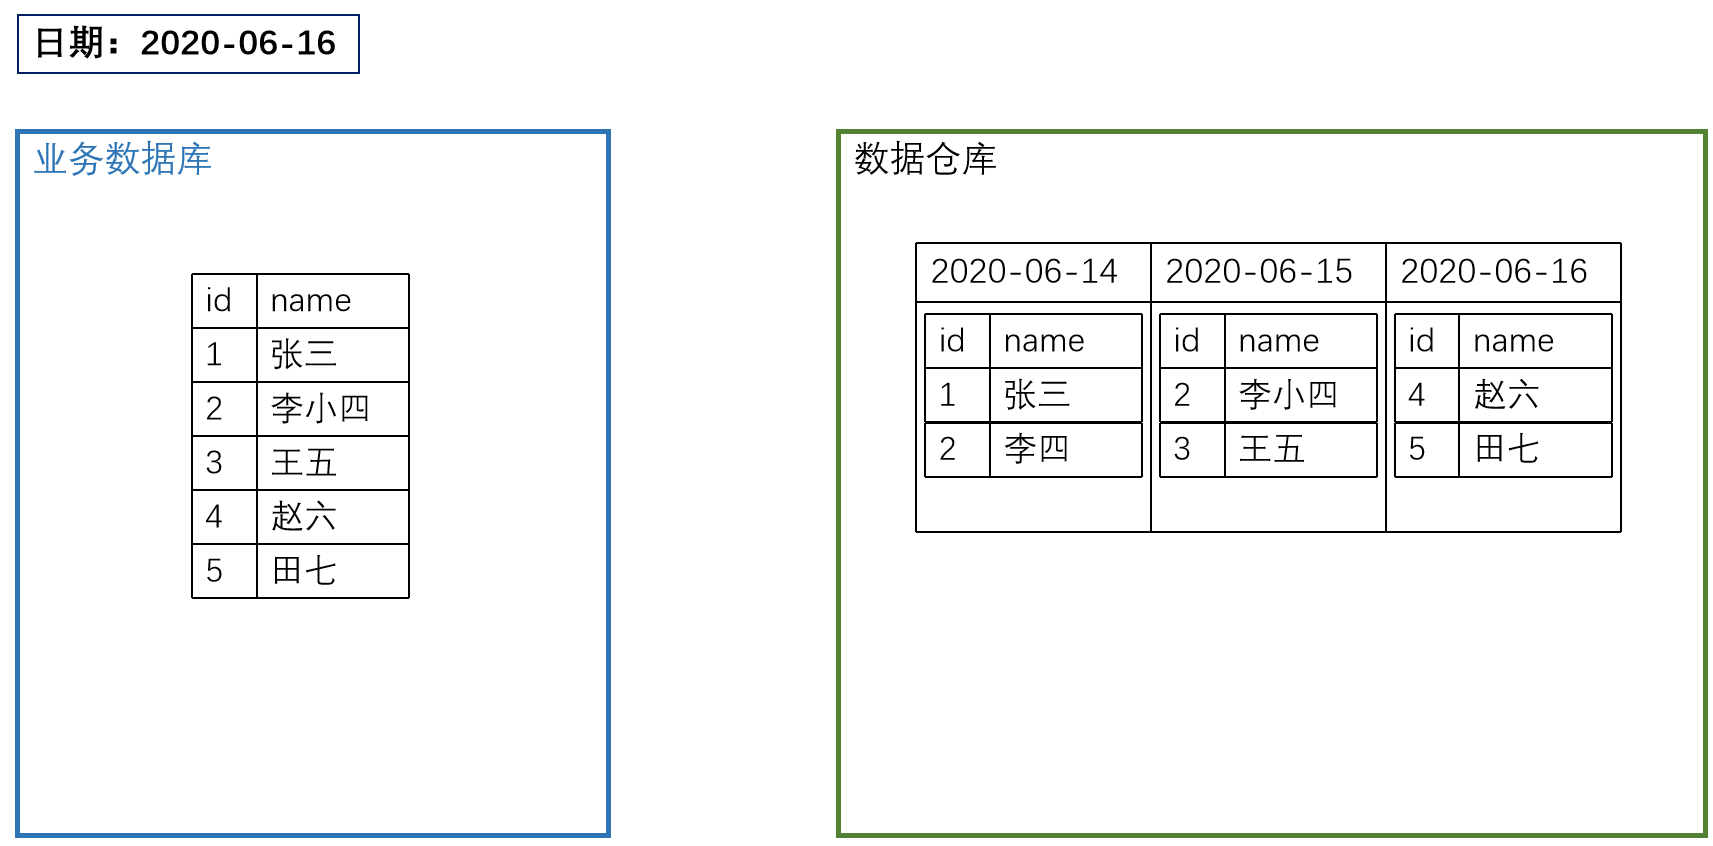 日期：2020-06-16
业务数据库
id name
1 张三
2 李小四
3 王五
4 赵六
5 田七
数据仓库
2020-06-14 2020-06-15 2020-06-16
id name id name id name
1 张三 2 李小四 4 赵六
2 李四 3 王五 5 田七